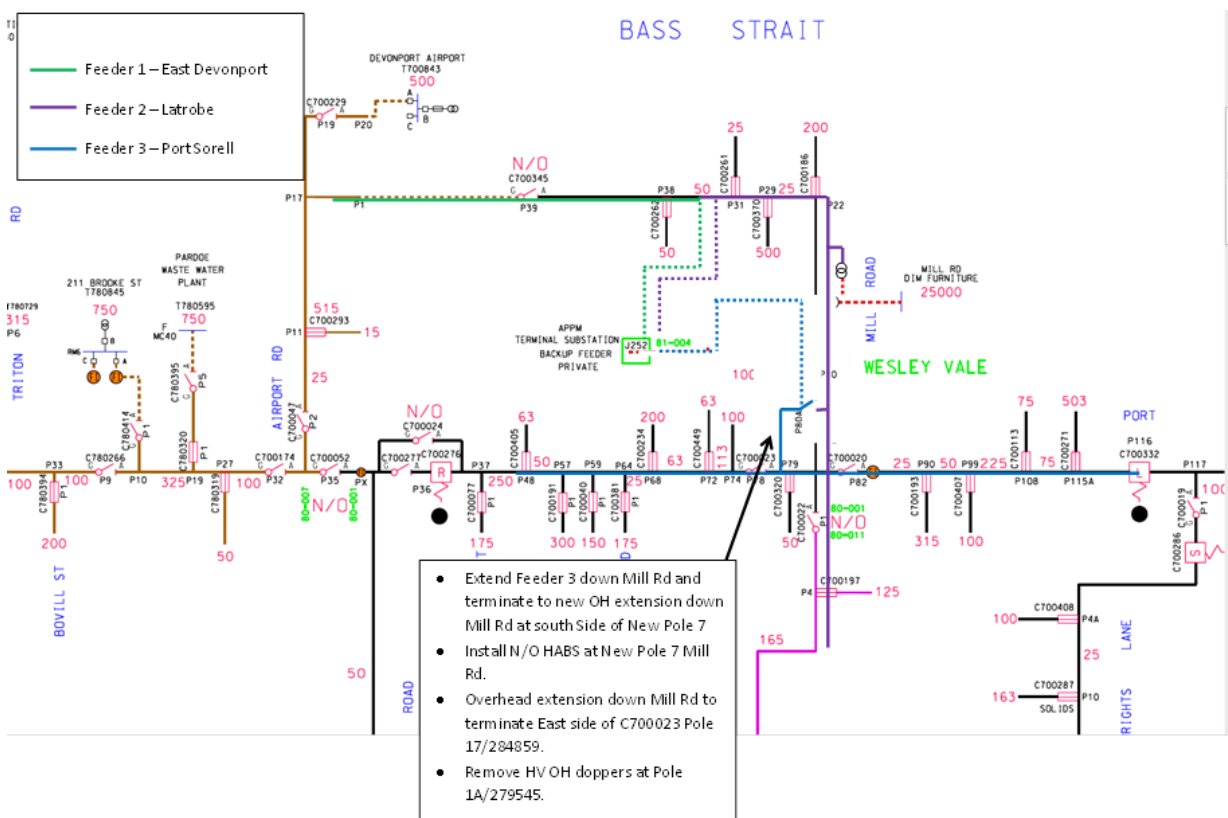 BASS STRAIT
Feeder 1 – East Devonport
Feeder 2 – Latrobe
Feeder 3 – Port Sorell
DEVONPORT AIRPORT
T700843
500
A
B
C
C700229
G A
P19
P20
N/O
C700345
G A
P39
P17
P1
P38
50
C700262
50
C700261
25
P31
P29
25
C700370
500
C700186
200
P22
RD
TRITON
PARDOE
WASTE WATER
PLANT
T780595
750
F
MC40
211 BROOKE ST
T780845
750
B
RM6
C
A
315
P6
515
C700293
P11
15
25
AIRPORT RD
C700047
G A
P2
APPM
TERMINAL SUBSTATION
BACKUP FEEDER
PRIVATE
J252
81-004
MILL ROAD
MILL RD
DIM FURNITURE
25000
WESLEY VALE
P80A
C780395
G A
P5
C780414
G A
P1
C780320
P1
N/O
C700024
G A
100
P33
C780394
P1
200
BOVILL ST
100
C780266
G A
P9
P10
325
P19
P27
C780319
50
100
C700174
G A
P32
C700052
G A
P35
N/O
80-007
80-001
PX
C700277
G A
C700276
R
P36
P37
C700077
P1
175
250
C700405
63
50
P48
P57
C700191
P1
300
P59
C700040
P1
150
P64
C700381
P1
25
175
C700234
200
P68
63
C700449
63
P72
113
100
P74
C700023
P79
C700320
50
C700022
P1
80-001
N/O
80-011
C700020
G A
P82
25
C700193
315
P90
50
C700407
100
P99
225
C700113
75
P108
75
C700271
503
P115A
PORT
P116
C700332
L
P117
100
C700019
P1
C700286
S
P4
C700197
125
165
50
ROAD
C700408
100
P4A
25
C700287
163
P10
SOLIDS
LANE
RIGHTS
• Extend Feeder 3 down Mill Rd and
terminate to new OH extension down
Mill Rd at south Side of New Pole 7
• Install N/O HABS at New Pole 7 Mill
Rd.
• Overhead extension down Mill Rd to
terminate East side of C700023 Pole
17/284859.
• Remove HV OH doppers at Pole
1A/279545.